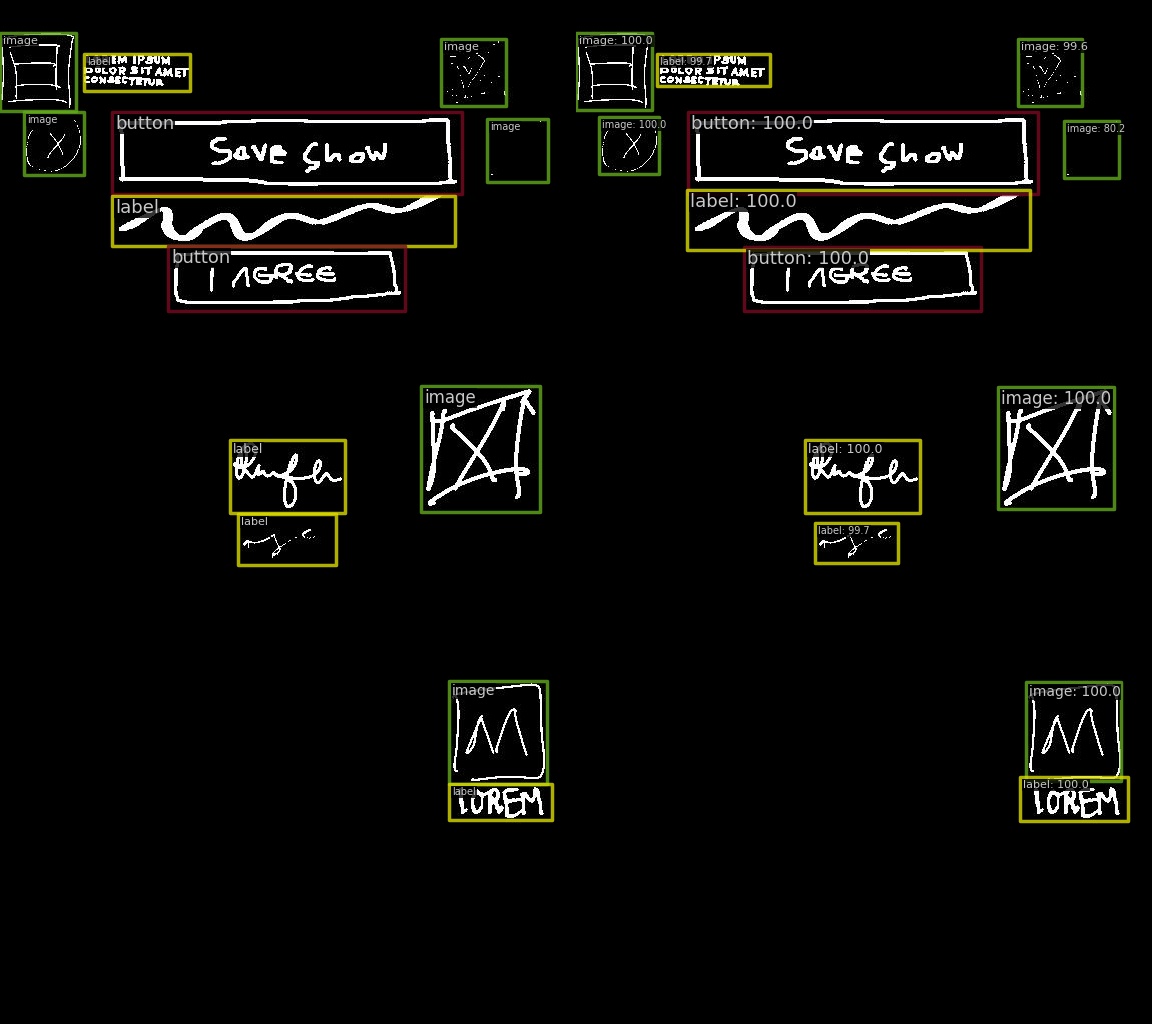 image
label
EM IPSUM
DOLOR SIT AMET
CONSECTETUR
image
image
X
button
Save Show
image
label
button
I AGREE
image
X
label
label
image
M
label
LOREM
image: 100.0
label: 99.7
PSUM
DOLOR SIT AMET
CONSECTETUR
image: 99.6
image: 100.0
X
button: 100.0
Save Show
image: 80.2
label: 100.0
button: 100.0
I AGREE
image: 100.0
X
label: 100.0
label: 99.7
image: 100.0
M
label: 100.0
LOREM